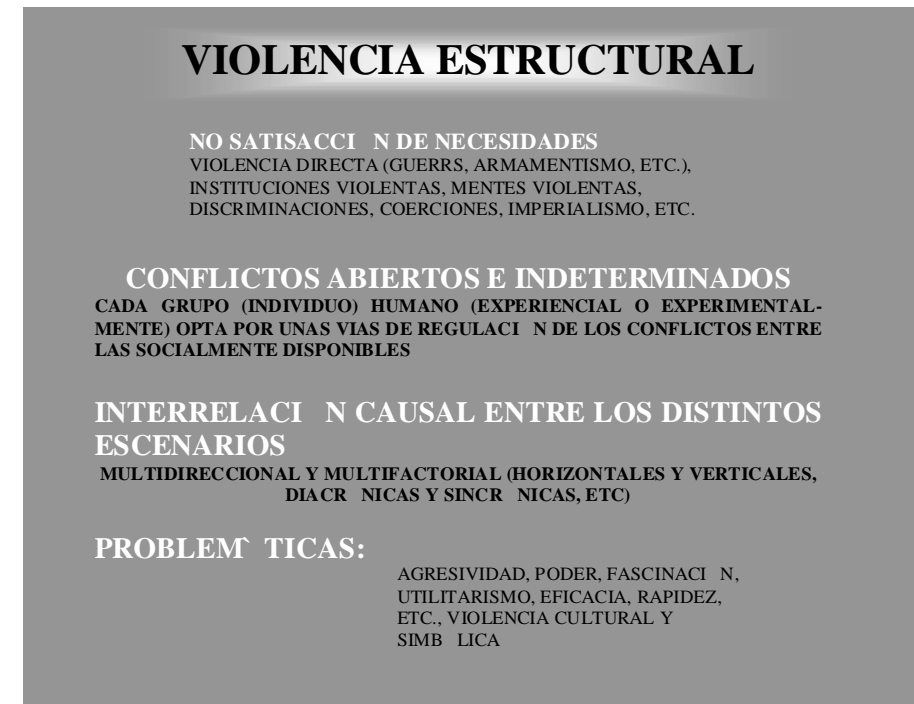 VIOLENCIA ESTRUCTURAL
NO SATISACCI N DE NECESIDADES
VIOLENCIA DIRECTA (GUERRS, ARMAMENTISMO, ETC.),
INSTITUCIONES VIOLENTAS, MENTES VIOLENTAS,
DISCRIMINACIONES, COERCIONES, IMPERIALISMO, ETC.
CONFLICTOS ABIERTOS E INDETERMINADOS
CADA GRUPO (INDIVIDUO) HUMANO (EXPERIENCIAL O EXPERIMENTAL-
MENTE) OPTA POR UNAS VIAS DE REGULACI N DE LOS CONFLICTOS ENTRE
LAS SOCIALMENTE DISPONIBLES
INTERRELACI N CAUSAL ENTRE LOS DISTINTOS
ESCENARIOS
MULTIDIRECCIONAL Y MULTIFACTORIAL (HORIZONTALES Y VERTICALES,
DIACR NICAS Y SINCR NICAS, ETC)
PROBLEM` TICAS:
AGRESIVIDAD, PODER, FASCINACI N,
UTILITARISMO, EFICACIA, RAPIDEZ,
ETC., VIOLENCIA CULTURAL Y
SIMB LICA